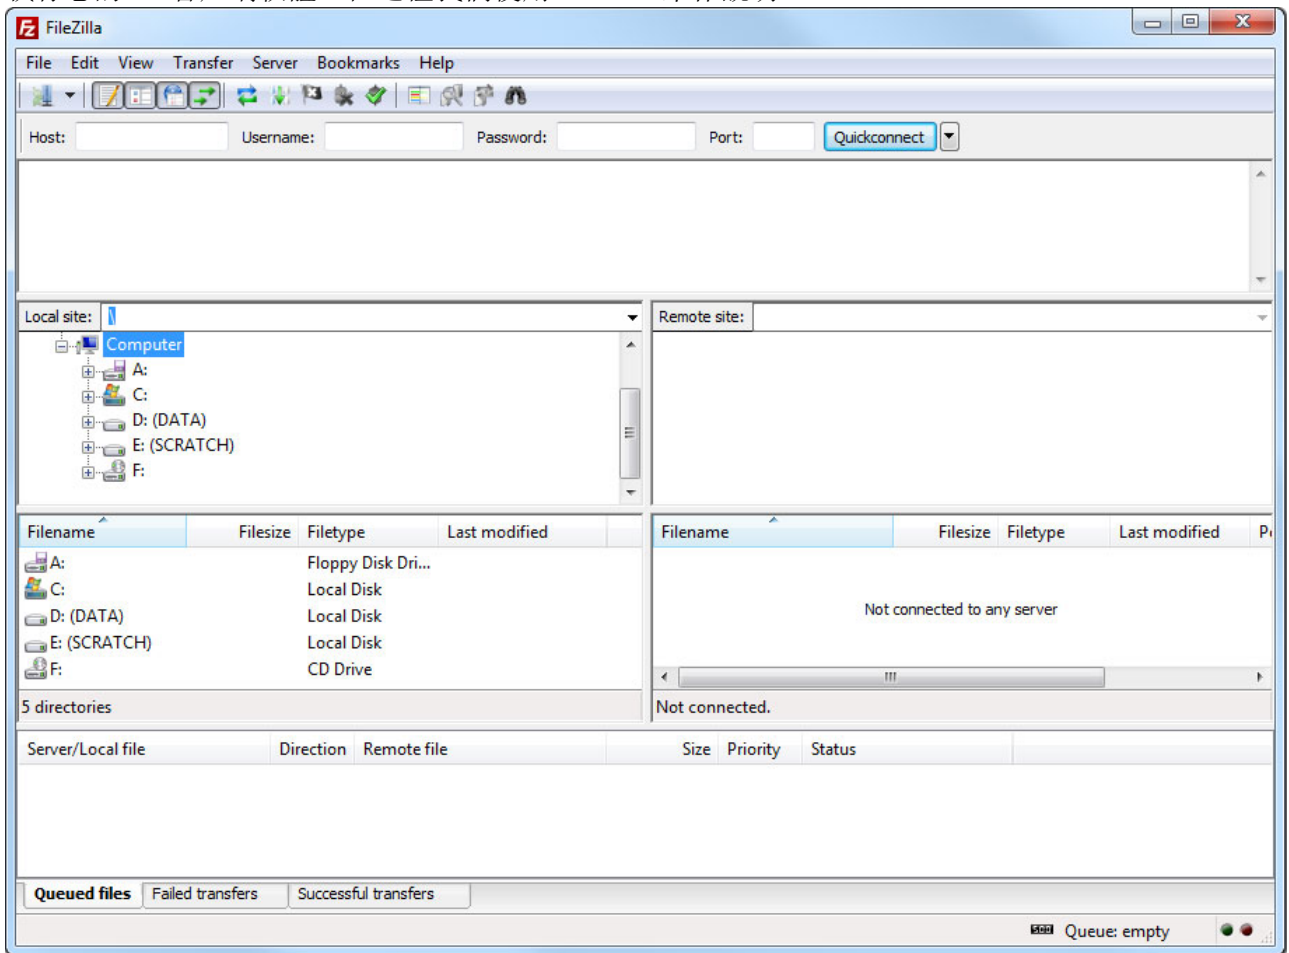 FileZilla
File Edit View Transfer Server Bookmarks Help
Host: Username: Password: Port: Quickconnect
Local site: \ Remote site:
Computer
A:
C:
D: (DATA)
E: (SCRATCH)
F:
Filename Filesize Filetype Last modified
A: Floppy Disk Dri...
C: Local Disk
D: (DATA) Local Disk
E: (SCRATCH) Local Disk
F: CD Drive
5 directories
Filename Filesize Filetype Last modified
Not connected to any server
Not connected.
Server/Local file Direction Remote file Size Priority Status
Queued files Failed transfers Successful transfers
Queue: empty